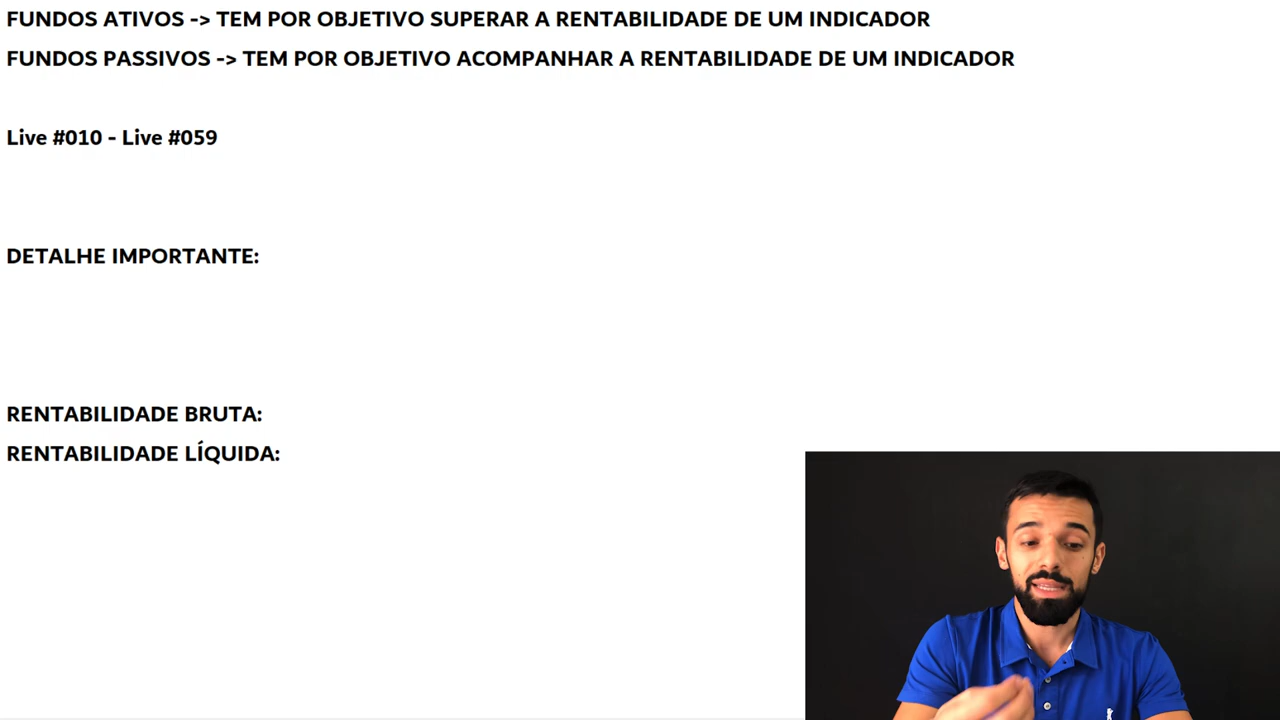 FUNDOS ATIVOS -> TEM POR OBJETIVO SUPERAR A RENTABILIDADE DE UM INDICADOR
FUNDOS PASSIVOS -> TEM POR OBJETIVO ACOMPANHAR A RENTABILIDADE DE UM INDICADOR
Live #010 - Live #059
DETALHE IMPORTANTE:
RENTABILIDADE BRUTA:
RENTABILIDADE LÍQUIDA: